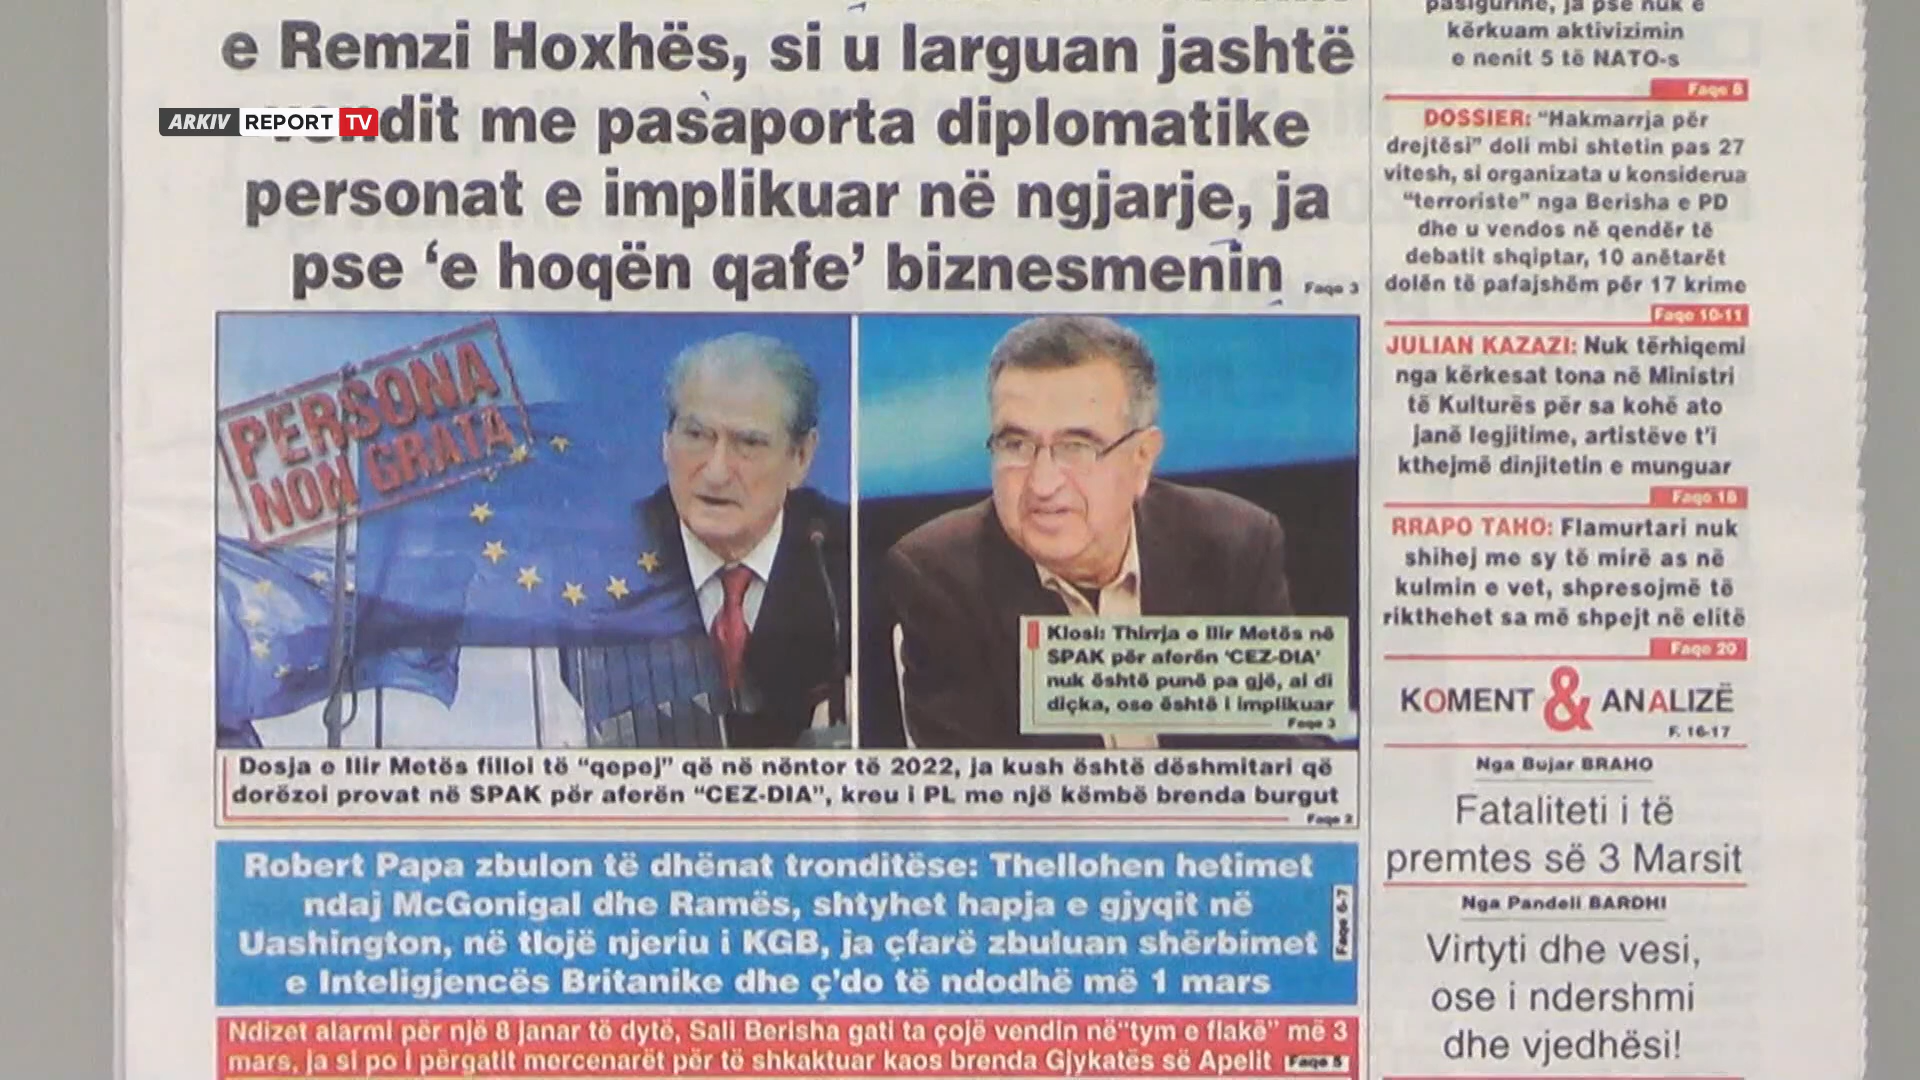 e Remzi Hoxhës, si u larguan jashtë
vendit me pasaporta diplomatike
personat e implikuar në ngjarje, ja
pse ‘e hoqën qafe’ biznesmenin
Faqe 3
ARKIV REPORT TV
PERSONA
NON GRATA
Klosi: Thirrja e Ilir Metës në
SPAK për aferën ‘CEZ-DIA’
nuk është punë pa gjë, ai di
diçka, ose është i implikuar
Faqe 3
Dosja e Ilir Metës filloi të “qepej” që në nëntor të 2022, ja kush është dëshmitari që
dorëzoi provat në SPAK për aferën “CEZ-DIA”, kreu i PL me një këmbë brenda burgut
Faqe 2
Robert Papa zbulon të dhënat tronditëse: Thellohen hetimet
ndaj McGonigal dhe Ramës, shtyhet hapja e gjyqit në
Uashington, në tlojë njeriu i KGB, ja çfarë zbuluan shërbimet
e Inteligjencës Britanike dhe ç'do të ndodhë më 1 mars
Faqe 6-7
Ndizet alarmi për një 8 janar të dytë, Sali Berisha gati ta çojë vendin në“tym e flakë” më 3
mars, ja si po i përgatit mercenarët për të shkaktuar kaos brenda Gjykatës së Apelit
Faqe 5
pasigurinë, ja pse nuk e
kërkuam aktivizimin
e nenit 5 të NATO-s
Faqe 8
DOSSIER: “Hakmarrja për
drejtësi” doli mbi shtetin pas 27
vitesh, si organizata u konsiderua
“terroriste” nga Berisha e PD
dhe u vendos në qendër të
debatit shqiptar, 10 anëtarët
dolën të pafajshëm për 17 krime
Faqe 10-11
JULIAN KAZAZI: Nuk tërhiqemi
nga kërkesat tona në Ministri
të Kulturës për sa kohë ato
janë legjitime, artistëve t'i
kthejmë dinjitetin e munguar
Faqe 18
RRAPO TAHO: Flamurtari nuk
shihej me sy të mirë as në
kulmin e vet, shpresojmë të
rikthehet sa më shpejt në elitë
Faqe 20
KOMENT & ANALIZË
F. 16-17
Nga Bujar BRAHO
Fataliteti i të
premtes së 3 Marsit
Nga Pandeli BARDHI
Virtyti dhe vesi,
ose i ndershmi
dhe vjedhësi!